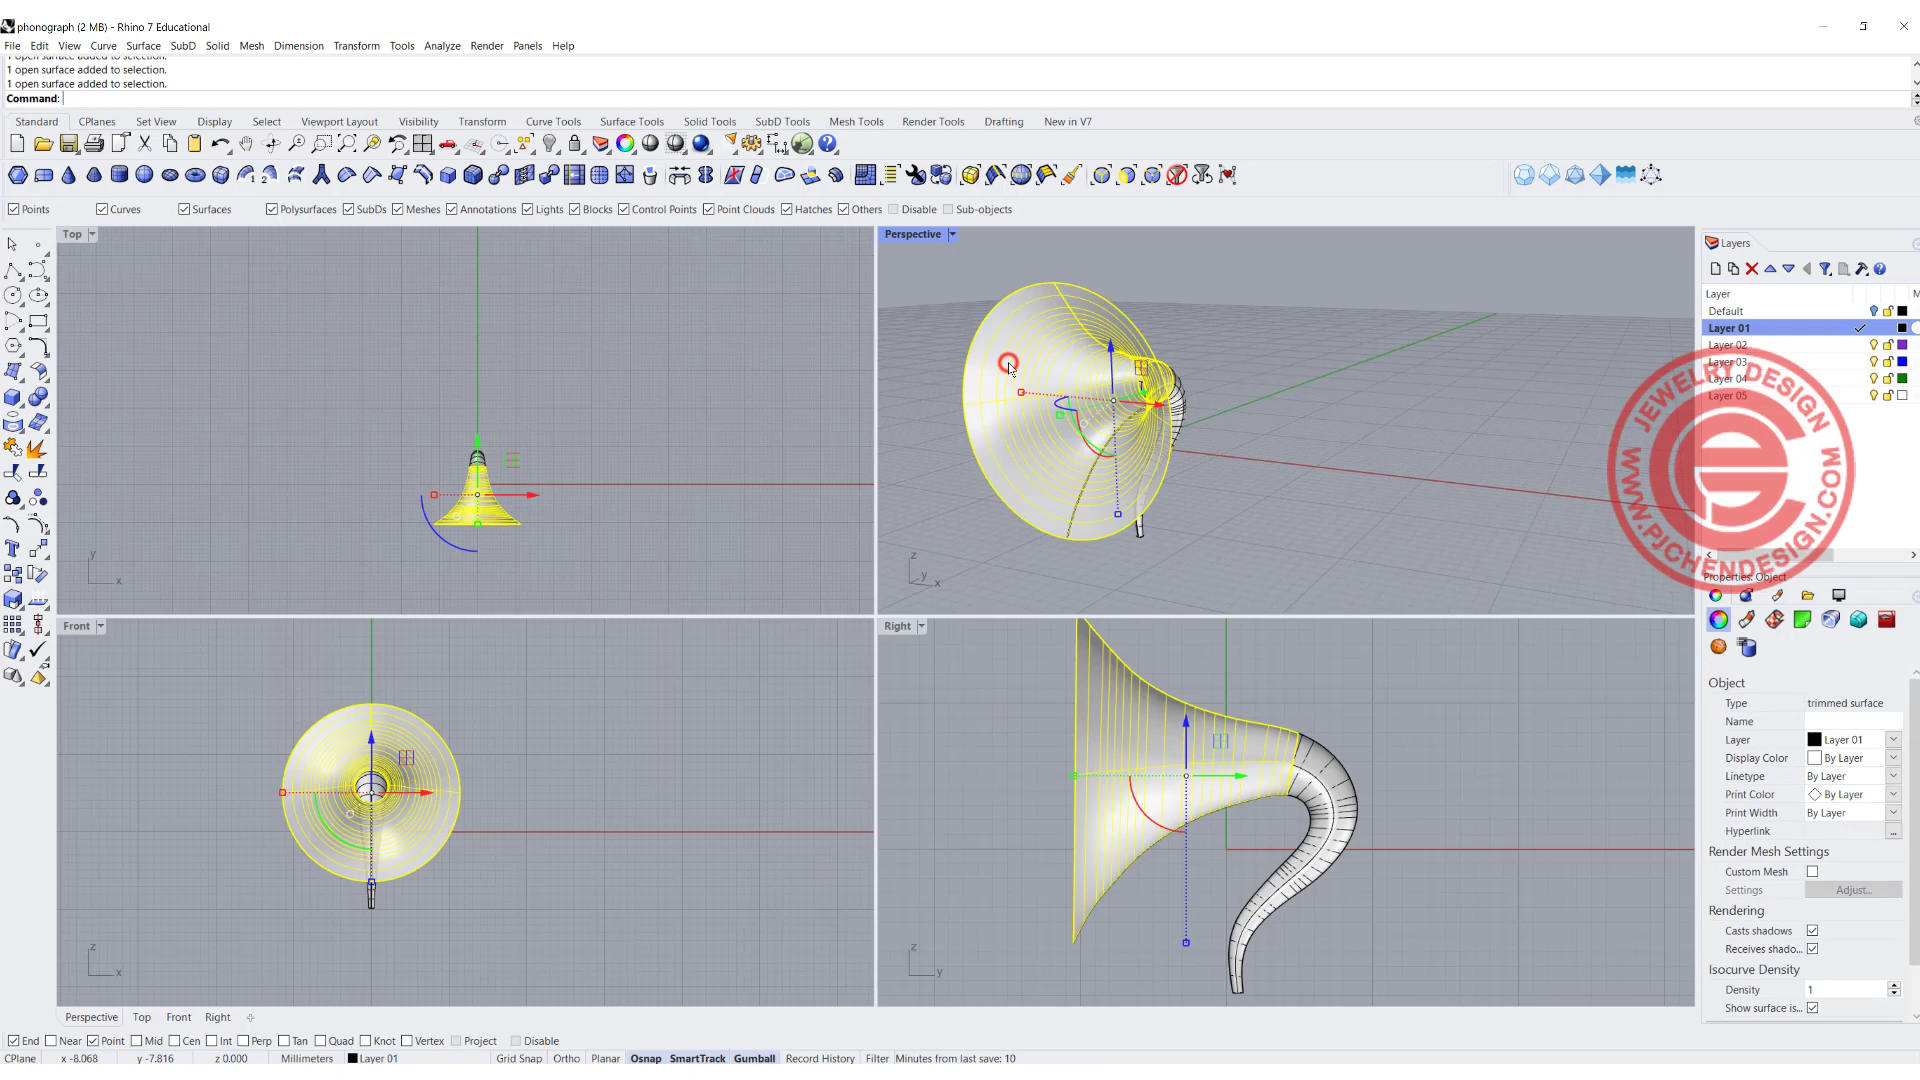 phonograph (2 MB) - Rhino 7 Educational
File Edit View Curve Surface SubD Solid Mesh Dimension Transform Tools Analyze Render Panels Help
1 open surface added to selection.
1 open surface added to selection.
1 open surface added to selection.
Command:
Standard CPlanes Set View Display Select Viewport Layout Visibility Transform Curve Tools Surface Tools Solid Tools SubD Tools Mesh Tools Render Tools Drafting New in V7
Points Curves Surfaces Polysurfaces SubDs Meshes Annotations Lights Blocks Control Points Point Clouds Hatches Others Disable Sub-objects
Top
Perspective
Layers
Layer
M
Default
Layer 01
Layer 02
Layer 03
Layer 04
Layer 05
JEWELRY DESIGN
WWW.PJCHENDESIGN.COM
y
x
z
y
x
Front
Right
z
x
z
y
Properties: Object
Object
Type trimmed surface
Name
Layer Layer 01
Display Color By Layer
Linetype By Layer
Print Color By Layer
Print Width By Layer
Hyperlink ...
Render Mesh Settings
Custom Mesh
Settings Adjust...
Rendering
Casts shadows
Receives shado...
Isocurve Density
Density 1
Show surface is...
Perspective Top Front Right
End Near Point Mid Cen Int Perp Tan Quad Knot Vertex Project Disable
CPlane x -8.068 y -7.816 z 0.000 Millimeters Layer 01 Grid Snap Ortho Planar Osnap SmartTrack Gumball Record History Filter Minutes from last save: 10